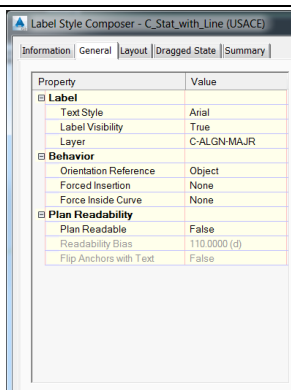 Label Style Composer - C_Stat_with_Line (USACE)
Information General Layout Dragged State Summary
Property Value
Label
Text Style Arial
Label Visibility True
Layer C-ALGN-MAJR
Behavior
Orientation Reference Object
Forced Insertion None
Force Inside Curve None
Plan Readability
Plan Readable False
Readability Bias 110.0000 (d)
Flip Anchors with Text False